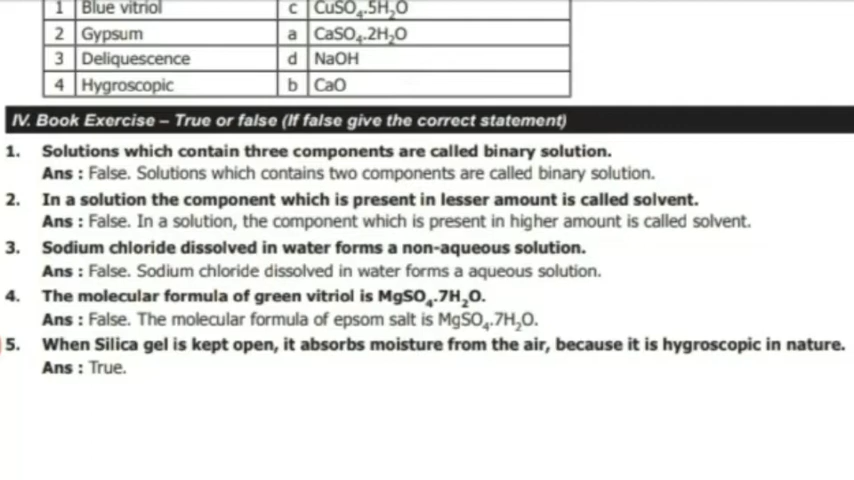 1 Blue vitriol c CuSO₄.5H₂O
2 Gypsum a CaSO₄.2H₂O
3 Deliquescence d NaOH
4 Hygroscopic b CaO
IV. Book Exercise – True or false (If false give the correct statement)
1. Solutions which contain three components are called binary solution.
Ans : False. Solutions which contains two components are called binary solution.
2. In a solution the component which is present in lesser amount is called solvent.
Ans : False. In a solution, the component which is present in higher amount is called solvent.
3. Sodium chloride dissolved in water forms a non-aqueous solution.
Ans : False. Sodium chloride dissolved in water forms a aqueous solution.
4. The molecular formula of green vitriol is MgSO₄.7H₂O.
Ans : False. The molecular formula of epsom salt is MgSO₄.7H₂O.
5. When Silica gel is kept open, it absorbs moisture from the air, because it is hygroscopic in nature.
Ans : True.